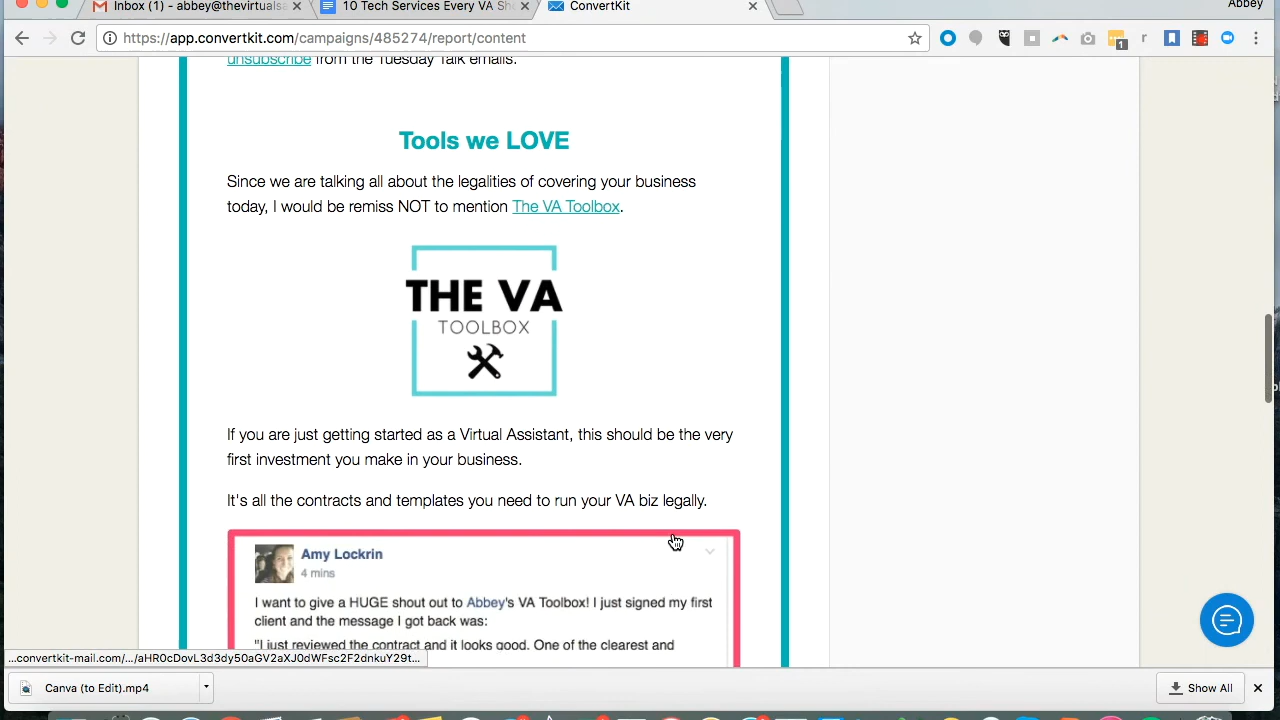 Inbox (1) - abbey@thevirtualsa
10 Tech Services Every VA Sho
ConvertKit
Abbey
https://app.convertkit.com/campaigns/485274/report/content
r
1
unsubscribe from the Tuesday Talk emails.
Tools we LOVE
Since we are talking all about the legalities of covering your business
today, I would be remiss NOT to mention The VA Toolbox.
THE VA
TOOLBOX
If you are just getting started as a Virtual Assistant, this should be the very
first investment you make in your business.
It's all the contracts and templates you need to run your VA biz legally.
Amy Lockrin
4 mins
I want to give a HUGE shout out to Abbey's VA Toolbox! I just signed my first
client and the message I got back was:
"I just reviewed the contract and it looks good. One of the clearest and
...convertkit-mail.com/.../aHR0cDovL3d3dy50aGV2aXJ0dWFsc2F2dnkuY29t...
Canva (to Edit).mp4
Show All